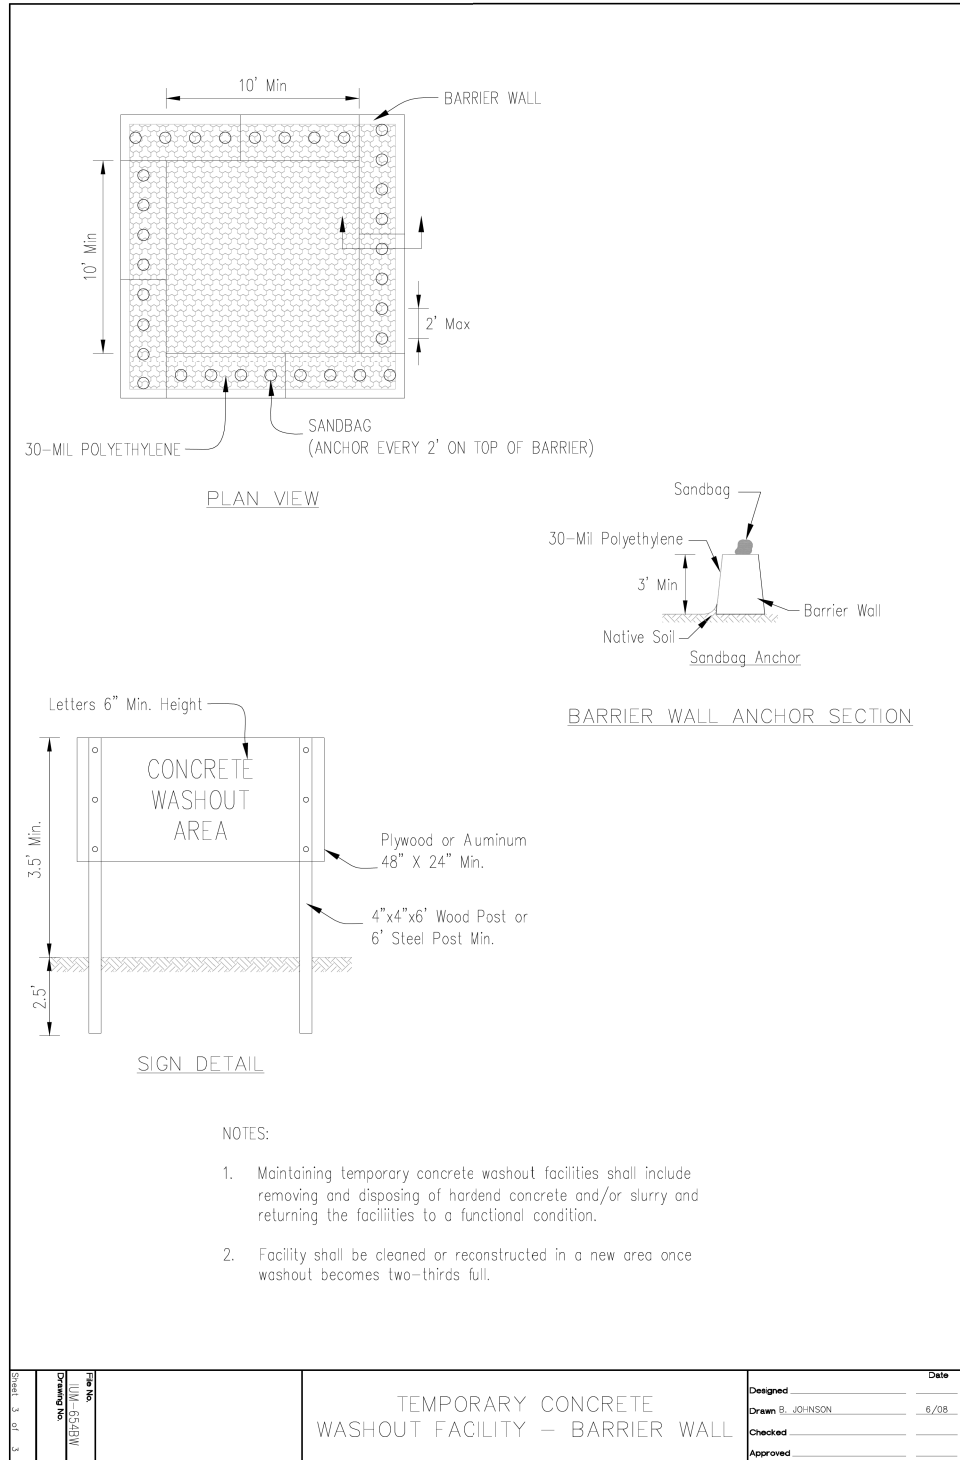 10' Min
BARRIER WALL
10' Min
2' Max
SANDBAG
(ANCHOR EVERY 2' ON TOP OF BARRIER)
30-MIL POLYETHYLENE
PLAN VIEW
Sandbag
30-Mil Polyethylene
3' Min
Barrier Wall
Native Soil
Sandbag Anchor
BARRIER WALL ANCHOR SECTION
Letters 6" Min. Height
CONCRETE
WASHOUT
AREA
3.5' Min.
Plywood or Auminum
48" X 24" Min.
4"x4"x6' Wood Post or
6' Steel Post Min.
2.5'
SIGN DETAIL
NOTES:
1. Maintaining temporary concrete washout facilities shall include
removing and disposing of hardend concrete and/or slurry and
returning the faciliities to a functional condition.
2. Facility shall be cleaned or reconstructed in a new area once
washout becomes two-thirds full.
Sheet 3 of 3
Drawing No.
IUM-654BW
File No.
TEMPORARY CONCRETE
WASHOUT FACILITY - BARRIER WALL
Date
Designed
Drawn B. JOHNSON 6/08
Checked
Approved